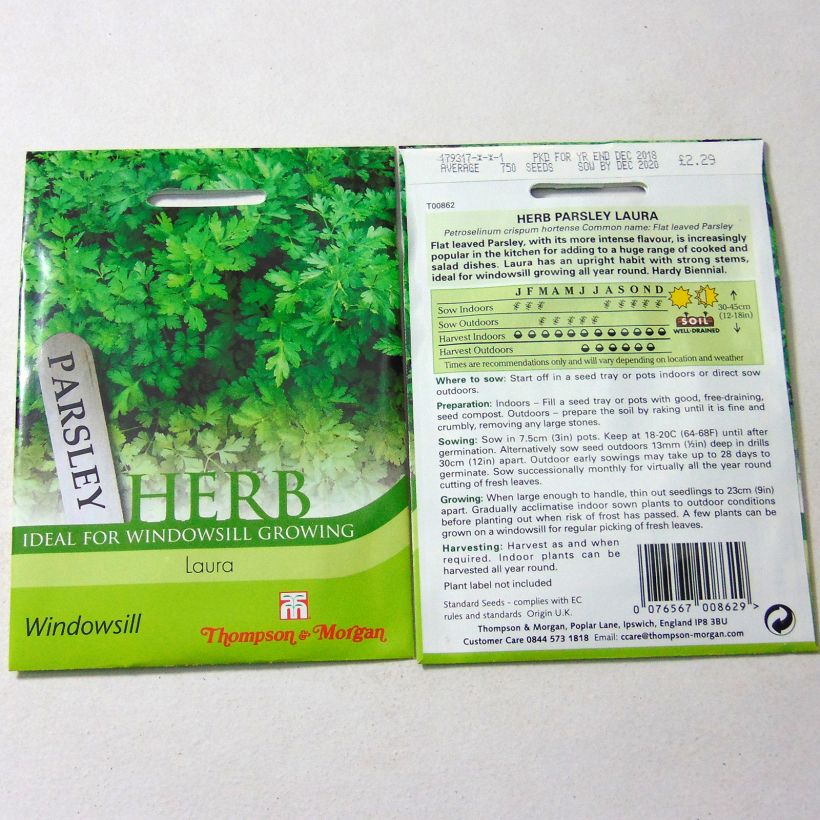 PARSLEY
HERB
IDEAL FOR WINDOWSILL GROWING
Laura
Windowsill
Thompson & Morgan
479317-X-X-1 PKD FOR YR END DEC 2018
AVERAGE 750 SEEDS SOW BY DEC 2020
£2.29
T00862
HERB PARSLEY LAURA
Petroselinum crispum hortense Common name: Flat leaved Parsley
Flat leaved Parsley, with its more intense flavour, is increasingly
popular in the kitchen for adding to a huge range of cooked and
salad dishes. Laura has an upright habit with strong stems,
ideal for windowsill growing all year round. Hardy Biennial.
J F M A M J J A S O N D
Sow Indoors
Sow Outdoors
Harvest Indoors
Harvest Outdoors
Times are recommendations only and will vary depending on location and weather
30-45cm
(12-18in)
SOIL
WELL-DRAINED
Where to sow: Start off in a seed tray or pots indoors or direct sow
outdoors.
Preparation: Indoors – Fill a seed tray or pots with good, free-draining,
seed compost. Outdoors – prepare the soil by raking until it is fine and
crumbly, removing any large stones.
Sowing: Sow in 7.5cm (3in) pots. Keep at 18-20C (64-68F) until after
germination. Alternatively sow seed outdoors 13mm (½in) deep in drills
30cm (12in) apart. Outdoor early sowings may take up to 28 days to
germinate. Sow successionally monthly for virtually all the year round
cutting of fresh leaves.
Growing: When large enough to handle, thin out seedlings to 23cm (9in)
apart. Gradually acclimatise indoor sown plants to outdoor conditions
before planting out when risk of frost has passed. A few plants can be
grown on a windowsill for regular picking of fresh leaves.
Harvesting: Harvest as and when
required. Indoor plants can be
harvested all year round.
Plant label not included
Standard Seeds - complies with EC
rules and standards Origin U.K.
0 076567 008629 >
Thompson & Morgan, Poplar Lane, Ipswich, England IP8 3BU
Customer Care 0844 573 1818 Email: ccare@thompson-morgan.com